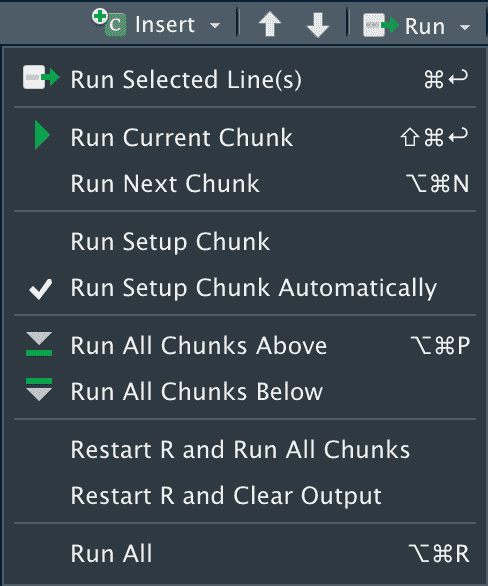 C Insert Run
Run Selected Line(s) ⌘↩
Run Current Chunk ⇧⌘↩
Run Next Chunk ⌥⌘N
Run Setup Chunk
Run Setup Chunk Automatically
Run All Chunks Above ⌥⌘P
Run All Chunks Below
Restart R and Run All Chunks
Restart R and Clear Output
Run All ⌥⌘R